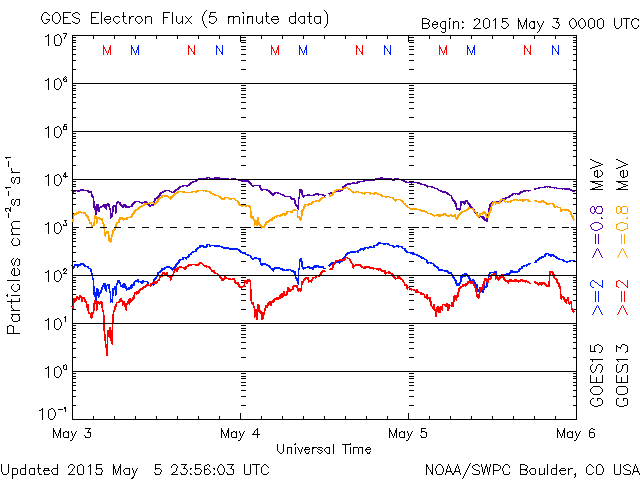 GOES Electron Flux (5 minute data)
Begin: 2015 May 3 0000 UTC
10⁷
M M N N M M N N M M N N
10⁶
10⁵
10⁴
10³
10²
10¹
10⁰
10⁻¹
Particles cm⁻²s⁻¹sr⁻¹
May 3 May 4 May 5 May 6
Universal Time
GOES15 >=2 >=0.8 MeV
GOES13 >=2 >=0.8 MeV
Updated 2015 May 5 23:56:03 UTC
NOAA/SWPC Boulder, CO USA